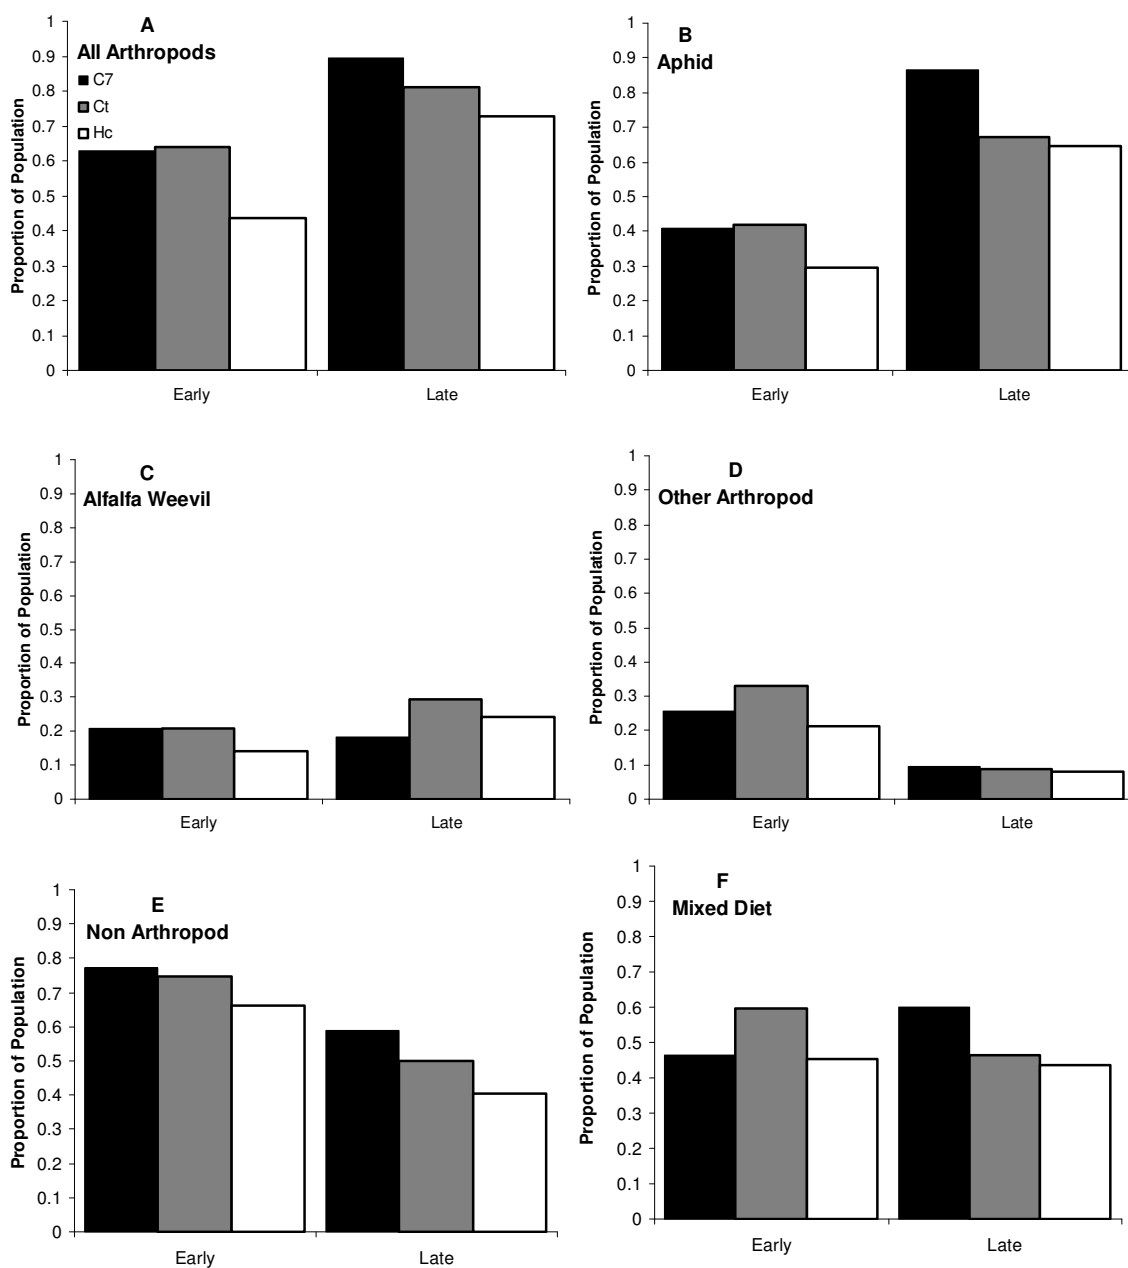 A
All Arthropods
C7
Ct
Hc
Proportion of Population
1
0.9
0.8
0.7
0.6
0.5
0.4
0.3
0.2
0.1
0
Early
Late
B
Aphid
Proportion of Population
1
0.9
0.8
0.7
0.6
0.5
0.4
0.3
0.2
0.1
0
Early
Late
C
Alfalfa Weevil
Proportion of Population
1
0.9
0.8
0.7
0.6
0.5
0.4
0.3
0.2
0.1
0
Early
Late
D
Other Arthropod
Proportion of Population
1
0.9
0.8
0.7
0.6
0.5
0.4
0.3
0.2
0.1
0
Early
Late
E
Non Arthropod
Proportion of Population
1
0.9
0.8
0.7
0.6
0.5
0.4
0.3
0.2
0.1
0
Early
Late
F
Mixed Diet
Proportion of Population
1
0.9
0.8
0.7
0.6
0.5
0.4
0.3
0.2
0.1
0
Early
Late